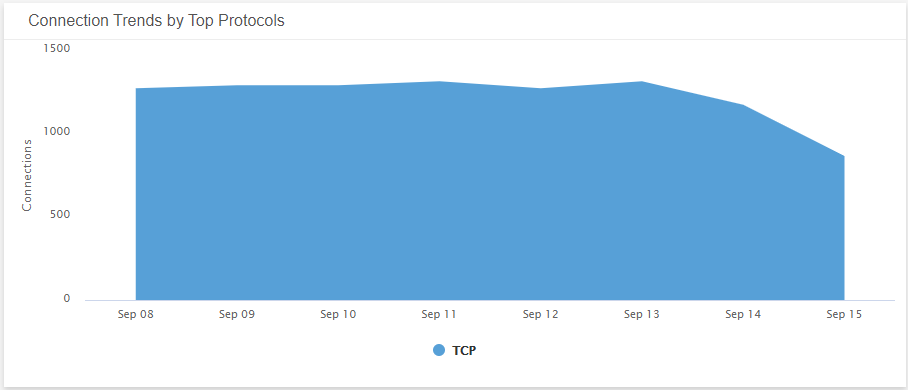 Connection Trends by Top Protocols
1500
1000
500
0
Connections
Sep 08 Sep 09 Sep 10 Sep 11 Sep 12 Sep 13 Sep 14 Sep 15
TCP